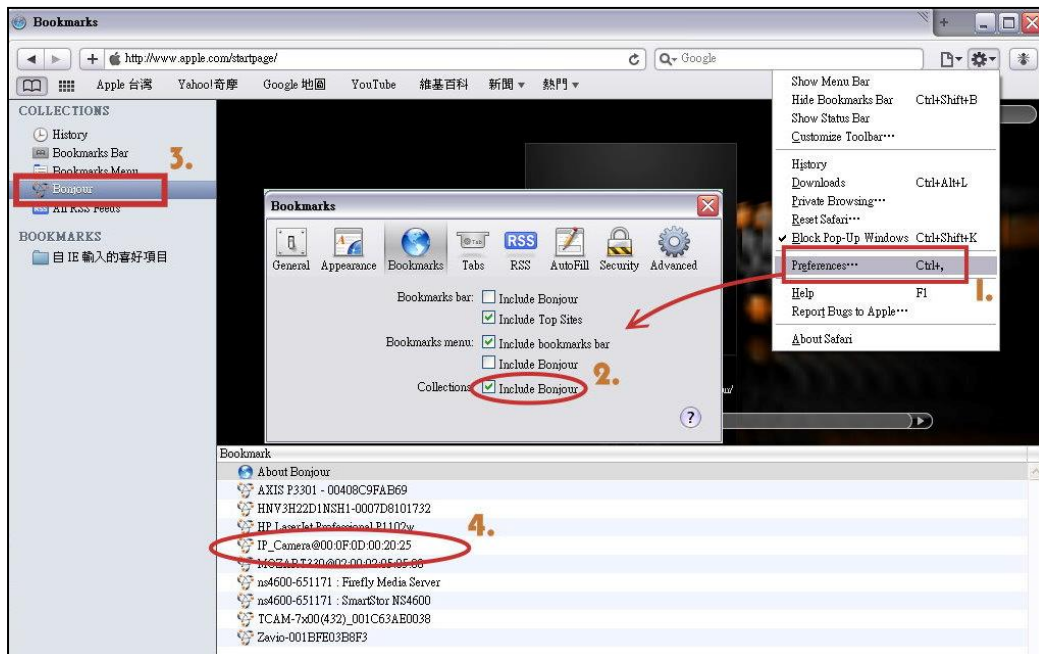 Bookmarks
http://www.apple.com/startpage/
Google
Apple 台灣 Yahoo!奇摩 Google 地圖 YouTube 維基百科 新聞 熱門
Show Menu Bar
Hide Bookmarks Bar Ctrl+Shift+B
Show Status Bar
Customize Toolbar···
History
Downloads Ctrl+Alt+L
Private Browsing···
Reset Safari···
Block Pop-Up Windows Ctrl+Shift+K
Preferences··· Ctrl+,
1.
Help F1
Report Bugs to Apple···
About Safari
COLLECTIONS
History
Bookmarks Bar
3.
Bookmarks Menu
Bonjour
All RSS Feeds
BOOKMARKS
自 IE 輸入的喜好項目
Bookmarks
Tab RSS
General Appearance Bookmarks Tabs RSS AutoFill Security Advanced
Bookmarks bar: Include Bonjour
Include Top Sites
Bookmarks menu: Include bookmarks bar
Include Bonjour
2.
Collections: Include Bonjour
?
Bookmark
About Bonjour
AXIS P3301 - 00408C9FAB69
HNV3H22D1NSH1-0007D8101732
HP LaserJet Professional P1102w
4.
IP_Camera@00:0F:0D:00:20:25
ns4600-651171 : Firefly Media Server
ns4600-651171 : SmartStor NS4600
TCAM-7x00(432)_001C63AE0038
Zavio-001BFE03B8F3